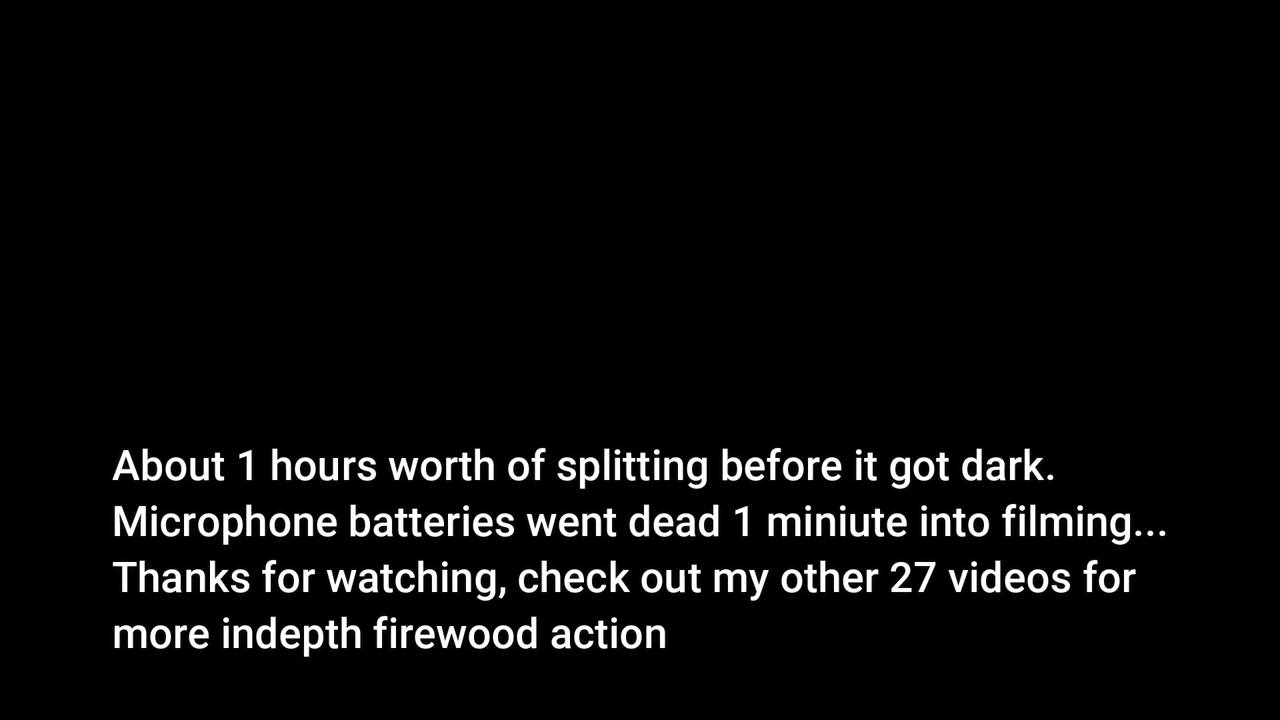 About 1 hours worth of splitting before it got dark.
Microphone batteries went dead 1 miniute into filming...
Thanks for watching, check out my other 27 videos for
more indepth firewood action